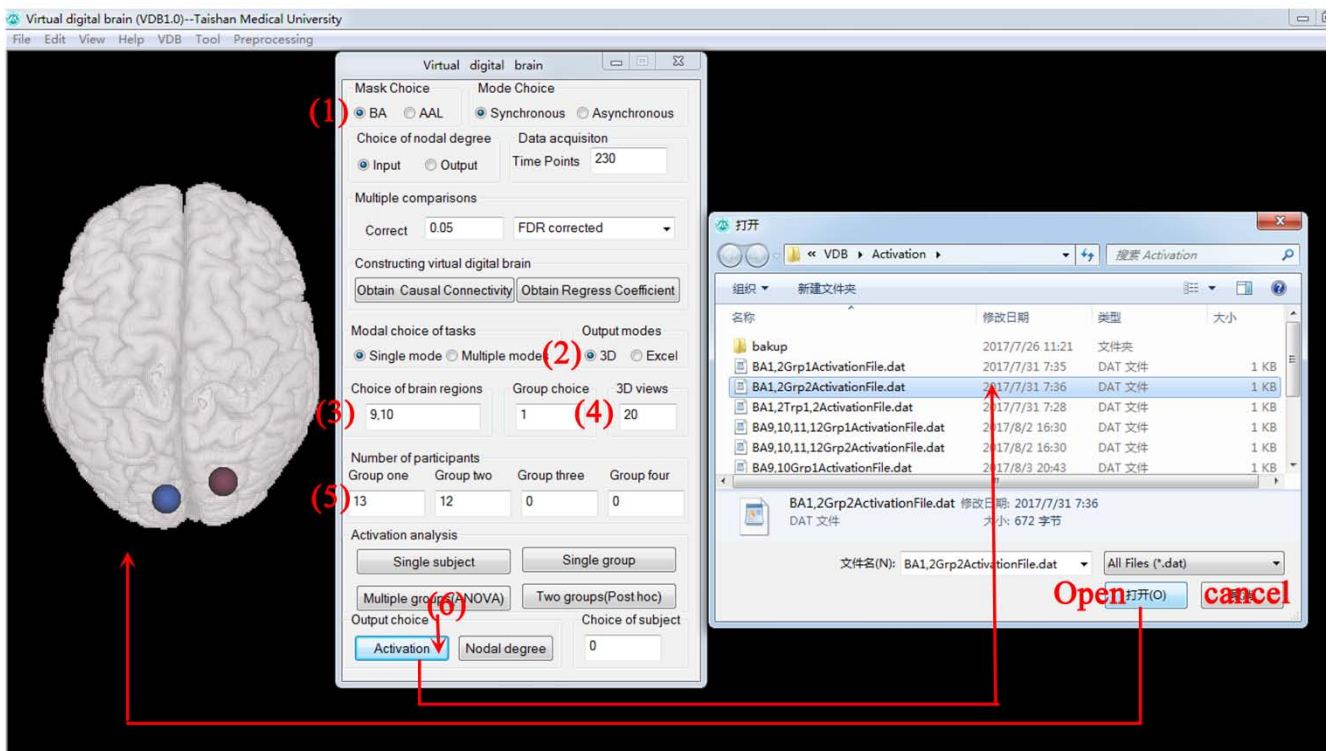 Virtual digital brain (VDB1.0)--Taishan Medical University
File Edit View Help VDB Tool Preprocessing
Virtual digital brain
Mask Choice Mode Choice
(1) BA AAL Synchronous Asynchronous
Choice of nodal degree Data acquisiton
Input Output Time Points 230
Multiple comparisons
Correct 0.05 FDR corrected
Constructing virtual digital brain
Obtain Causal Connectivity Obtain Regress Coefficient
Modal choice of tasks Output modes
Single mode Multiple modes (2) 3D Excel
Choice of brain regions Group choice 3D views
(3) 9,10 1 (4) 20
Number of participants
Group one Group two Group three Group four
(5) 13 12 0 0
Activation analysis
Single subject Single group
Multiple groups(ANOVA) Two groups(Post hoc)
(6)
Output choice Choice of subject
Activation Nodal degree 0
打开
« VDB Activation 搜索 Activation
组织 新建文件夹
名称 修改日期 类型 大小
bakup 2017/7/26 11:21 文件夹
BA1,2Grp1ActivationFile.dat 2017/7/31 7:35 DAT 文件 1 KB
BA1,2Grp2ActivationFile.dat 2017/7/31 7:36 DAT 文件 1 KB
BA1,2Trp1,2ActivationFile.dat 2017/7/31 7:28 DAT 文件 1 KB
BA9,10,11,12Grp1ActivationFile.dat 2017/8/2 16:30 DAT 文件 1 KB
BA9,10,11,12Grp2ActivationFile.dat 2017/8/2 16:30 DAT 文件 1 KB
BA9,10Grp1ActivationFile.dat 2017/8/3 20:43 DAT 文件 1 KB
BA1,2Grp2ActivationFile.dat 修改日期: 2017/7/31 7:36
DAT 文件 大小: 672 字节
文件名(N): BA1,2Grp2ActivationFile.dat All Files (*.dat)
Open 打开(O) cancel